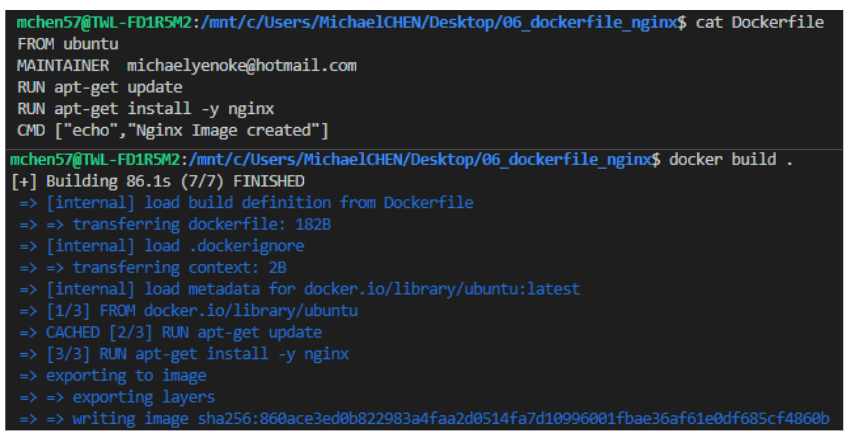 mchen57@TWL-FD1R5M2:/mnt/c/Users/MichaelCHEN/Desktop/06_dockerfile_nginx$ cat Dockerfile
FROM ubuntu
MAINTAINER  michaelyenoke@hotmail.com
RUN apt-get update
RUN apt-get install -y nginx
CMD ["echo","Nginx Image created"]
mchen57@TWL-FD1R5M2:/mnt/c/Users/MichaelCHEN/Desktop/06_dockerfile_nginx$ docker build .
[+] Building 86.1s (7/7) FINISHED
=> [internal] load build definition from Dockerfile
=> => transferring dockerfile: 182B
=> [internal] load .dockerignore
=> => transferring context: 2B
=> [internal] load metadata for docker.io/library/ubuntu:latest
=> [1/3] FROM docker.io/library/ubuntu
=> CACHED [2/3] RUN apt-get update
=> [3/3] RUN apt-get install -y nginx
=> exporting to image
=> => exporting layers
=> => writing image sha256:860ace3ed0b822983a4faa2d0514fa7d10996001fbae36af61e0df685cf4860b